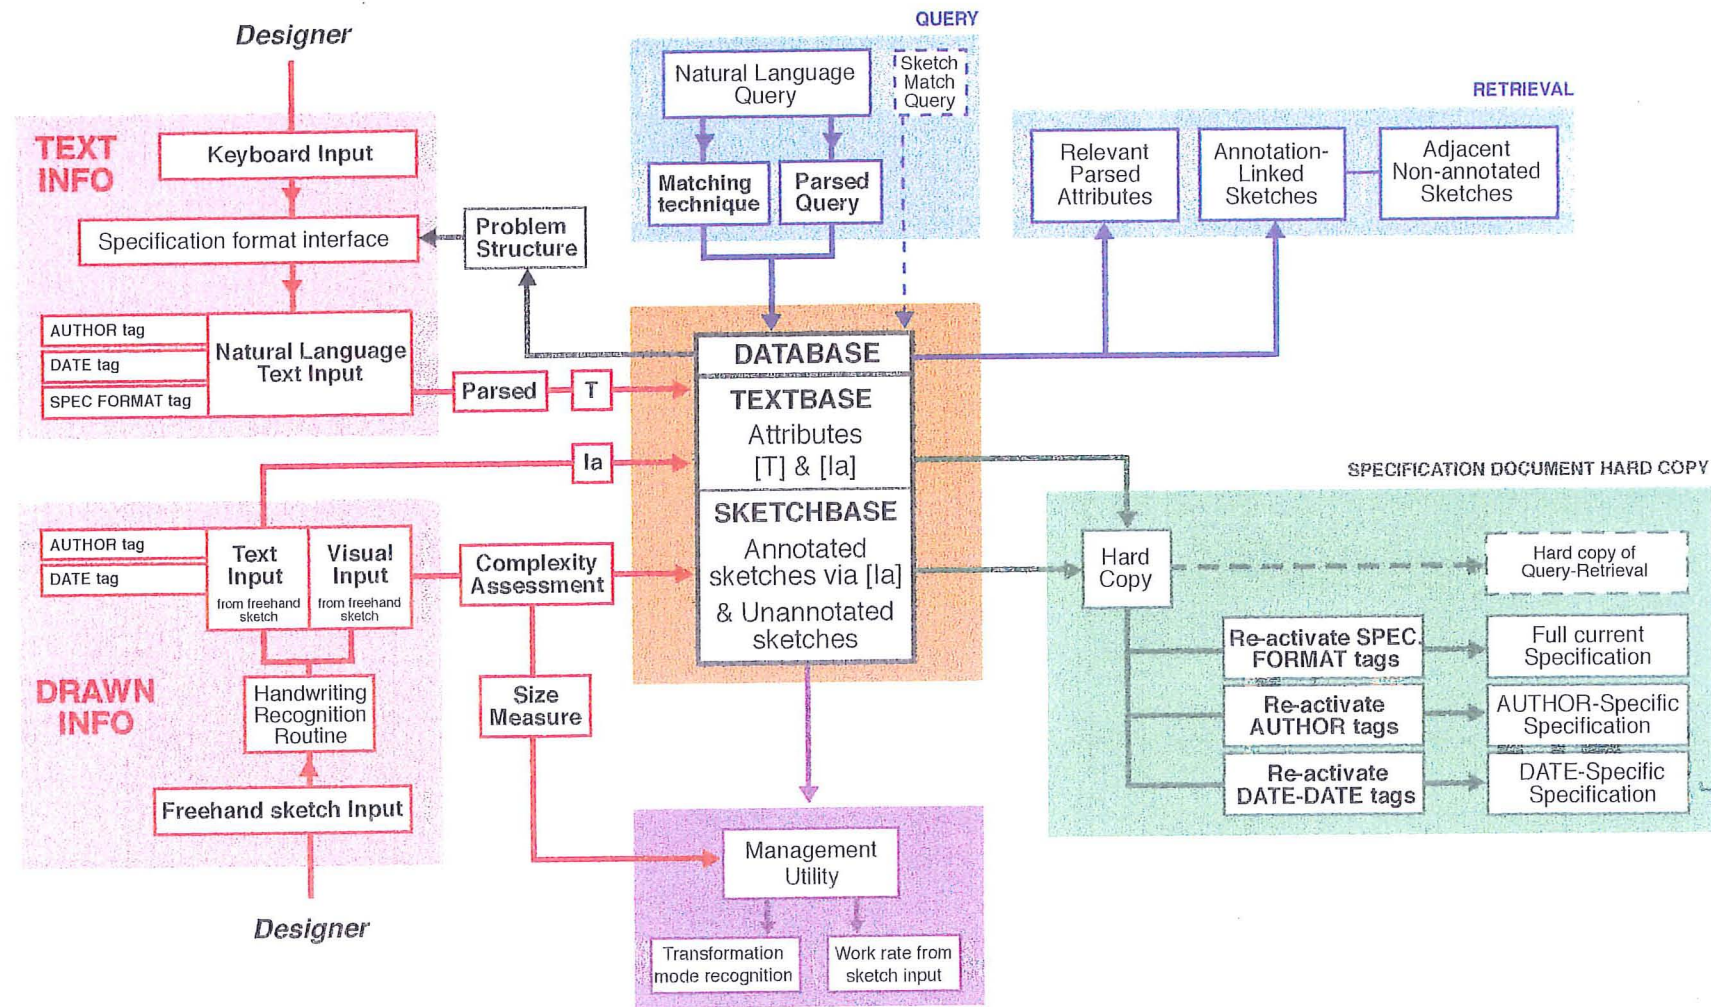 Designer
TEXT
INFO
Keyboard Input
Specification format interface
Problem
Structure
AUTHOR tag
DATE tag
SPEC FORMAT tag
Natural Language
Text Input
Parsed
T
Ia
QUERY
Natural Language
Query
Sketch
Match
Query
Matching
technique
Parsed
Query
RETRIEVAL
Relevant
Parsed
Attributes
Annotation-
Linked
Sketches
Adjacent
Non-annotated
Sketches
DATABASE
TEXTBASE
Attributes
[T] & [Ia]
SKETCHBASE
Annotated
sketches via [Ia]
& Unannotated
sketches
AUTHOR tag
DATE tag
Text
Input
from freehand
sketch
Visual
Input
from freehand
sketch
Complexity
Assessment
DRAWN
INFO
Handwriting
Recognition
Routine
Size
Measure
Freehand sketch Input
Designer
Management
Utility
Transformation
mode recognition
Work rate from
sketch input
SPECIFICATION DOCUMENT HARD COPY
Hard
Copy
Hard copy of
Query-Retrieval
Re-activate SPEC.
FORMAT tags
Full current
Specification
Re-activate
AUTHOR tags
AUTHOR-Specific
Specification
Re-activate
DATE-DATE tags
DATE-Specific
Specification